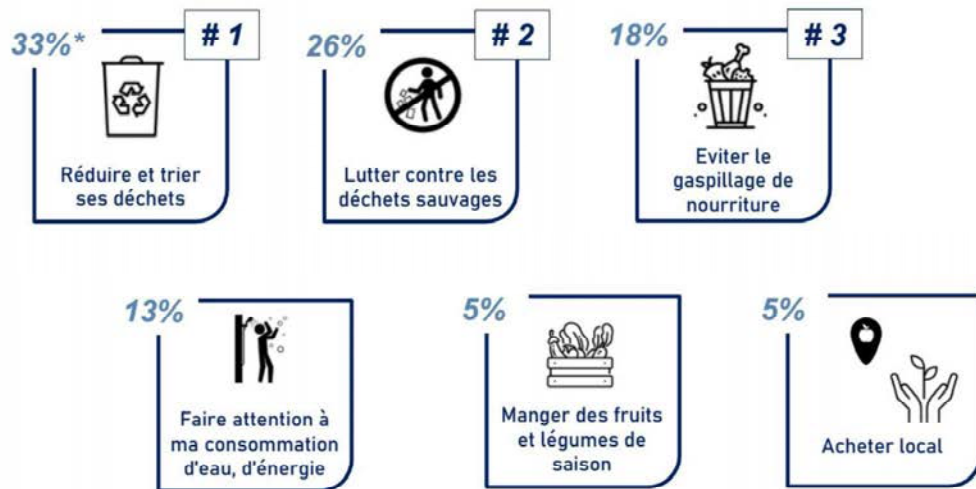 33%*
# 1
Réduire et trier
ses déchets
26%
# 2
Lutter contre les
déchets sauvages
18%
# 3
Eviter le
gaspillage de
nourriture
13%
Faire attention à
ma consommation
d'eau, d'énergie
5%
Manger des fruits
et légumes de
saison
5%
Acheter local